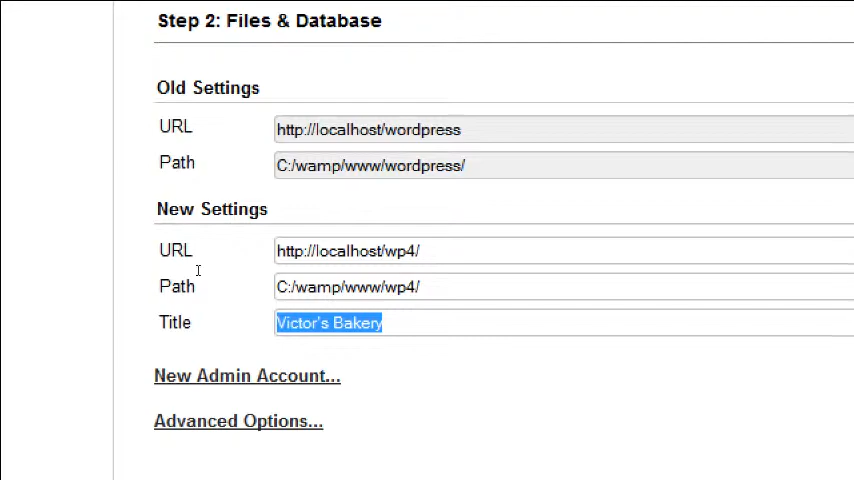 Step 2: Files & Database
Old Settings
URL http://localhost/wordpress
Path C:/wamp/www/wordpress/
New Settings
URL http://localhost/wp4/
Path C:/wamp/www/wp4/
Title Victor's Bakery
New Admin Account...
Advanced Options...